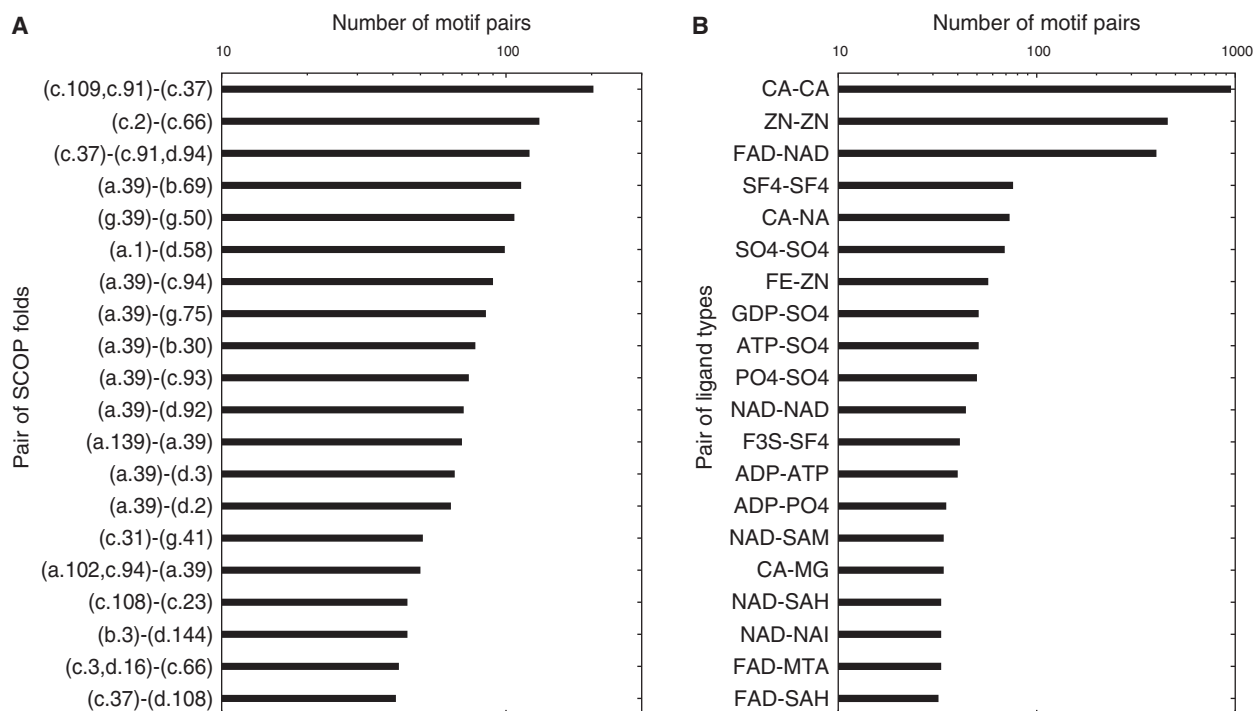 A
Number of motif pairs
10 100
(c.109,c.91)-(c.37)
(c.2)-(c.66)
(c.37)-(c.91,d.94)
(a.39)-(b.69)
(g.39)-(g.50)
(a.1)-(d.58)
(a.39)-(c.94)
(a.39)-(g.75)
(a.39)-(b.30)
(a.39)-(c.93)
(a.39)-(d.92)
(a.139)-(a.39)
(a.39)-(d.3)
(a.39)-(d.2)
(c.31)-(g.41)
(a.102,c.94)-(a.39)
(c.108)-(c.23)
(b.3)-(d.144)
(c.3,d.16)-(c.66)
(c.37)-(d.108)
Pair of SCOP folds
B
Number of motif pairs
10 100 1000
CA-CA
ZN-ZN
FAD-NAD
SF4-SF4
CA-NA
SO4-SO4
FE-ZN
GDP-SO4
ATP-SO4
PO4-SO4
NAD-NAD
F3S-SF4
ADP-ATP
ADP-PO4
NAD-SAM
CA-MG
NAD-SAH
NAD-NAI
FAD-MTA
FAD-SAH
Pair of ligand types